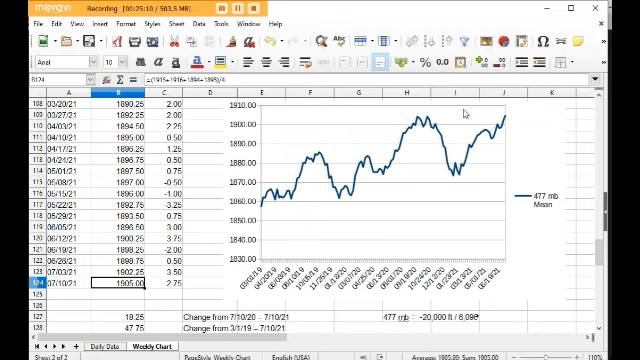 movavi Recording [00:25:10 / 503.5 MB]
File Edit View Insert Format Styles Sheet Data Tools Window Help
Arial 10 % 0.0
B124 =(1915+1916+1894+1895)/4
A B C D E F G H I J K
108 03/20/21 1890.25 2.00
109 03/27/21 1892.25 2.00
110 04/03/21 1894.50 2.25
111 04/10/21 1895.00 0.50
112 04/17/21 1896.25 1.25
113 04/24/21 1896.75 0.50
114 05/01/21 1897.50 0.75
115 05/08/21 1897.00 -0.50
116 05/15/21 1896.00 -1.00
117 05/22/21 1892.75 -3.25
118 05/29/21 1893.50 0.75
119 06/05/21 1896.50 3.00
120 06/12/21 1900.25 3.75
121 06/19/21 1898.25 -2.00
122 06/26/21 1898.75 0.50
123 07/03/21 1902.25 3.50
124 07/10/21 1905.00 2.75
125
126
127 18.25 Change from 7/10/20 – 7/10/21 477 mb = ~20,000 ft / 6,096
128 47.75 Change from 3/1/19 – 7/10/21
1910.00
1900.00
1890.00
1880.00
1870.00
1860.00
1850.00
1840.00
1830.00
477 mb
Mean
Daily Data Weekly Chart
Sheet 2 of 2 PageStyle: Weekly Chart English (USA) Average: 1905.00; Sum: 1905.00 110%